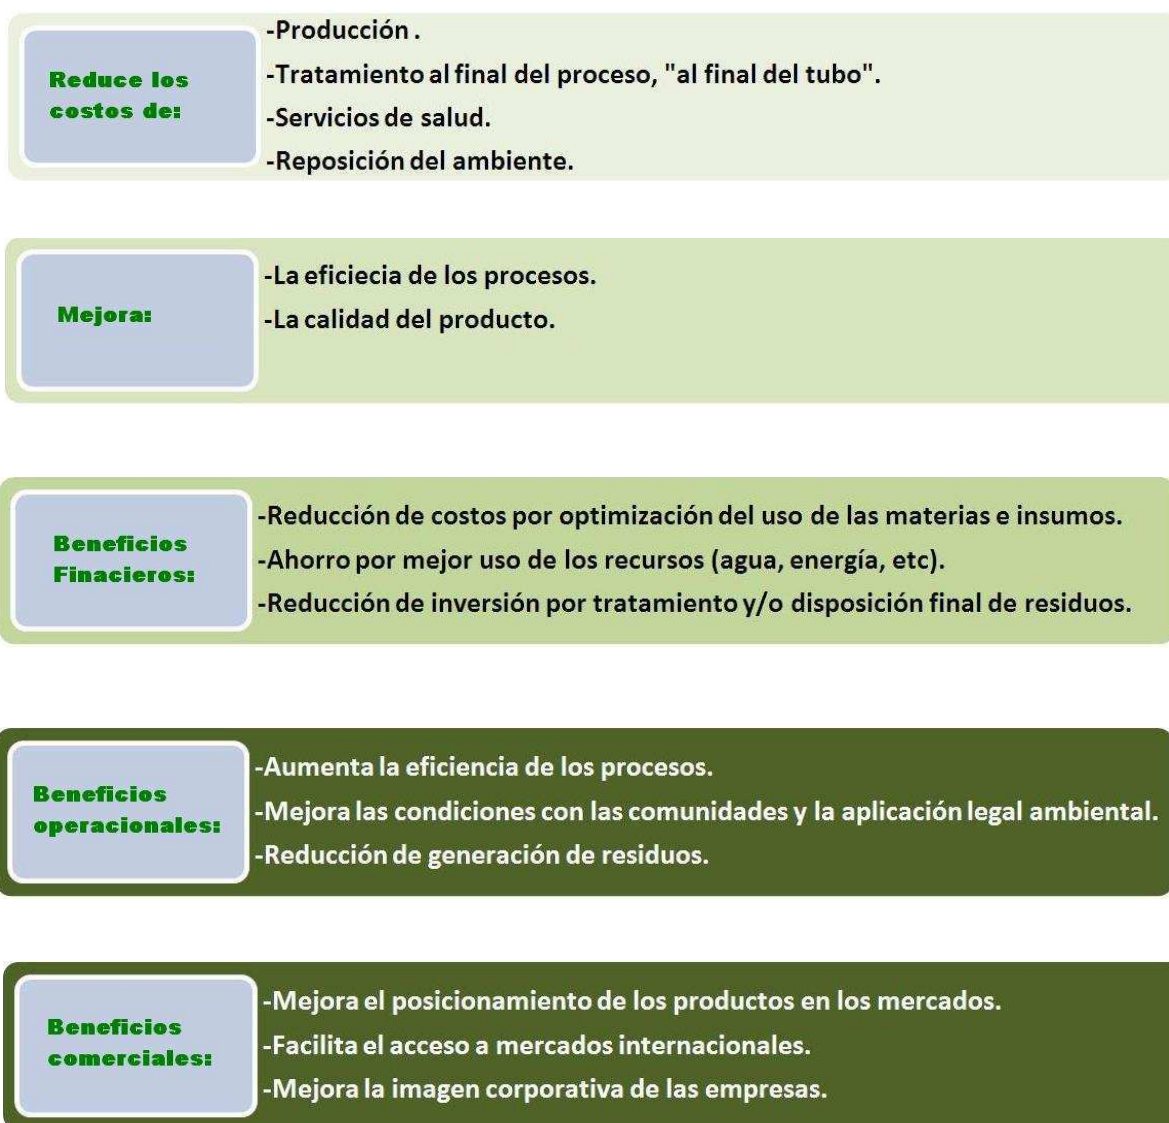 Reduce los
costos de:
-Producción .
-Tratamiento al final del proceso, "al final del tubo".
-Servicios de salud.
-Reposición del ambiente.
Mejora:
-La eficiecia de los procesos.
-La calidad del producto.
Beneficios
Finacieros:
-Reducción de costos por optimización del uso de las materias e insumos.
-Ahorro por mejor uso de los recursos (agua, energía, etc).
-Reducción de inversión por tratamiento y/o disposición final de residuos.
Beneficios
operacionales:
-Aumenta la eficiencia de los procesos.
-Mejora las condiciones con las comunidades y la aplicación legal ambiental.
-Reducción de generación de residuos.
Beneficios
comerciales:
-Mejora el posicionamiento de los productos en los mercados.
-Facilita el acceso a mercados internacionales.
-Mejora la imagen corporativa de las empresas.